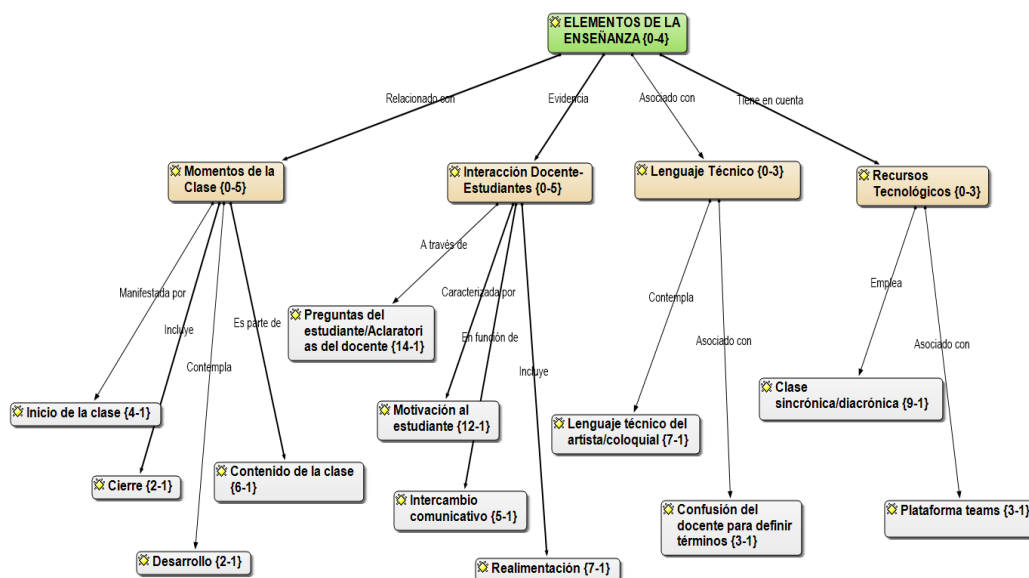 ELEMENTOS DE LA
ENSEÑANZA {0-4}
Relacionado con
Evidencia
Asociado con
Tiene en cuenta
Momentos de la
Clase {0-5}
Interacción Docente-
Estudiantes {0-5}
Lenguaje Técnico {0-3}
Recursos
Tecnológicos {0-3}
A través de
Manifestada por
Incluye
Es parte de
Contempla
Caracterizada por
En función de
Incluye
Contempla
Asociado con
Emplea
Asociado con
Preguntas del
estudiante/Aclaratori
as del docente {14-1}
Inicio de la clase {4-1}
Cierre {2-1}
Contenido de la clase
{6-1}
Desarrollo {2-1}
Motivación al
estudiante {12-1}
Intercambio
comunicativo {5-1}
Realimentación {7-1}
Lenguaje técnico del
artísta/coloquial {7-1}
Confusión del
docente para definir
términos {3-1}
Clase
sincrónica/diacrónica {9-1}
Plataforma teams {3-1}